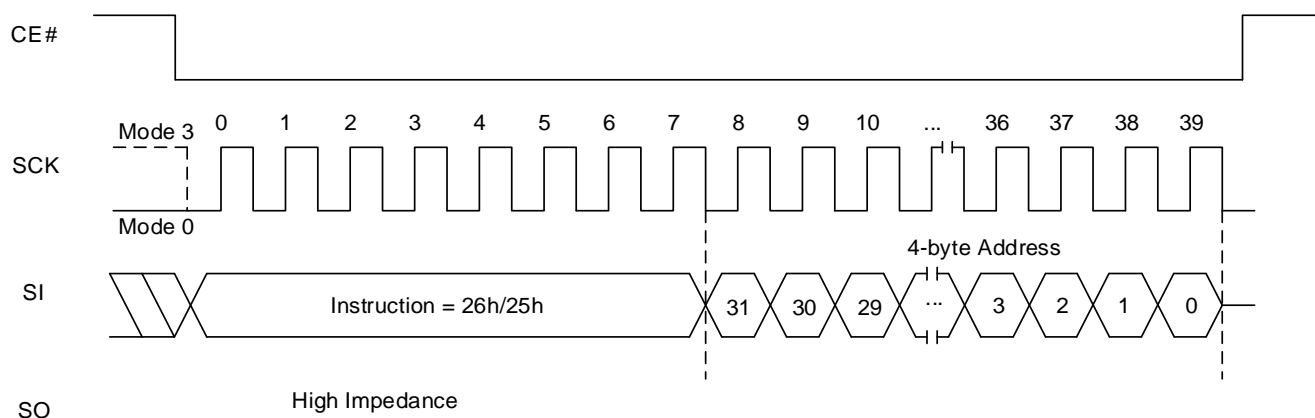 CE#
Mode 3
0 1 2 3 4 5 6 7 8 9 10 ... 36 37 38 39
SCK
Mode 0
4-byte Address
SI
Instruction = 26h/25h
31 30 29 ... 3 2 1 0
High Impedance
SO